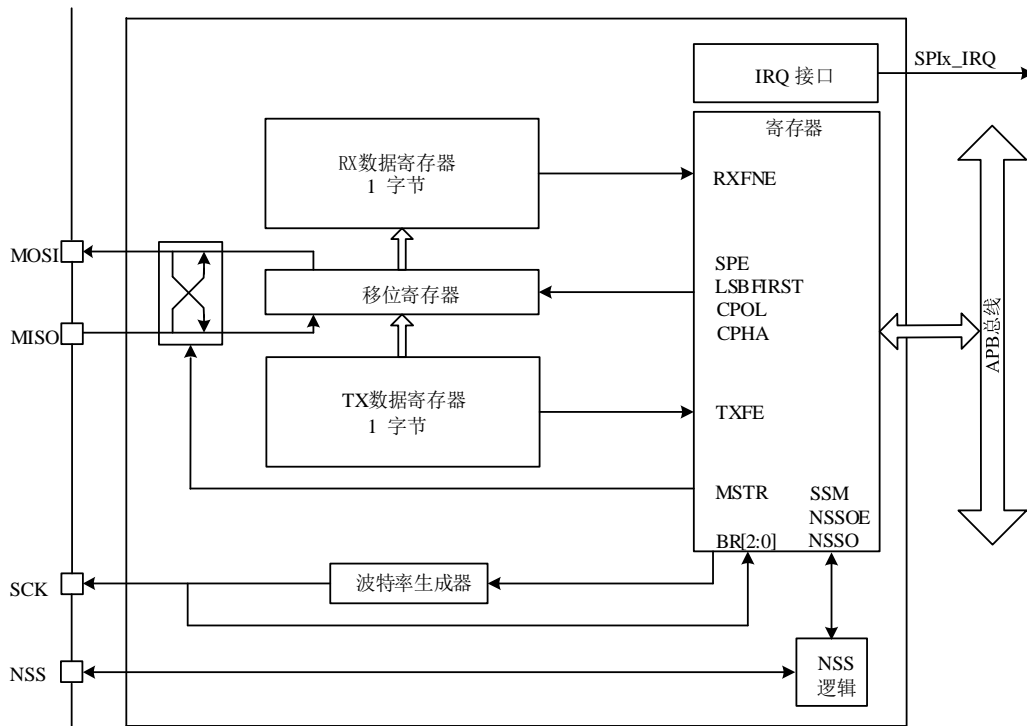 SPIx_IRQ
IRQ 接口
寄存器
RX数据寄存器
1 字节
RXFNE
MOSI
SPE
LSBFIRST
CPOL
CPHA
移位寄存器
MISO
APB总线
TX数据寄存器
1 字节
TXFE
MSTR
SSM
NSSOE
BR[2:0]
NSSO
SCK
波特率生成器
NSS
NSS
逻辑